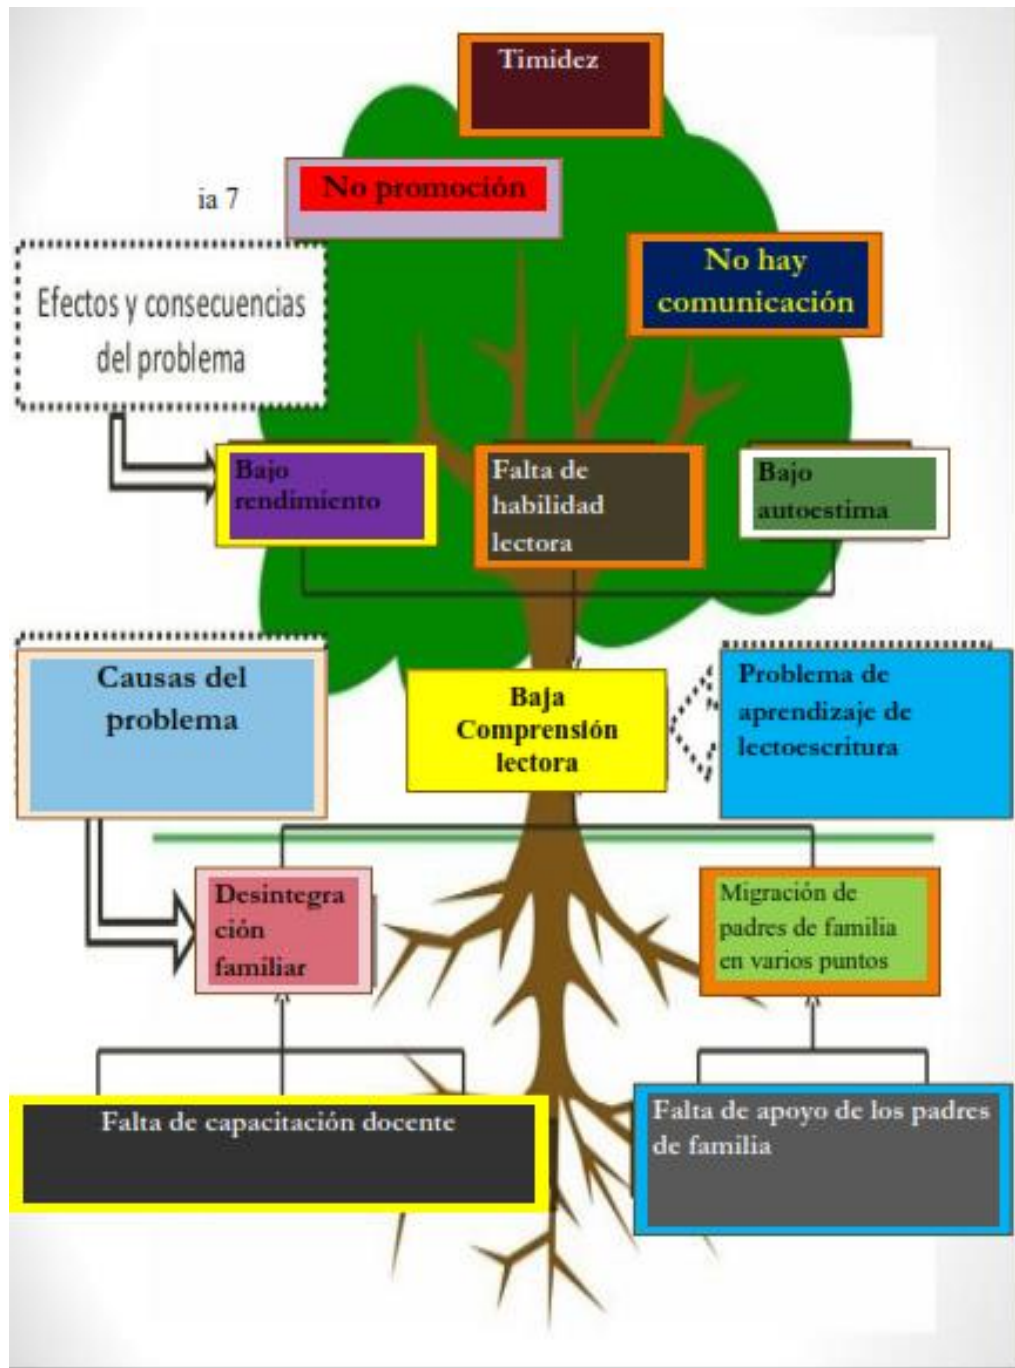 Timidez
No promoción
ia 7
No hay
comunicación
Efectos y consecuencias
del problema
Bajo
rendimiento
Falta de
habilidad
lectora
Bajo
autoestima
Causas del
problema
Baja
Comprensión
lectora
Problema de
aprendizaje de
lectoescritura
Desintegra
ción
familiar
Migración de
padres de familia
en varios puntos
Falta de capacitación docente
Falta de apoyo de los padres
de familia